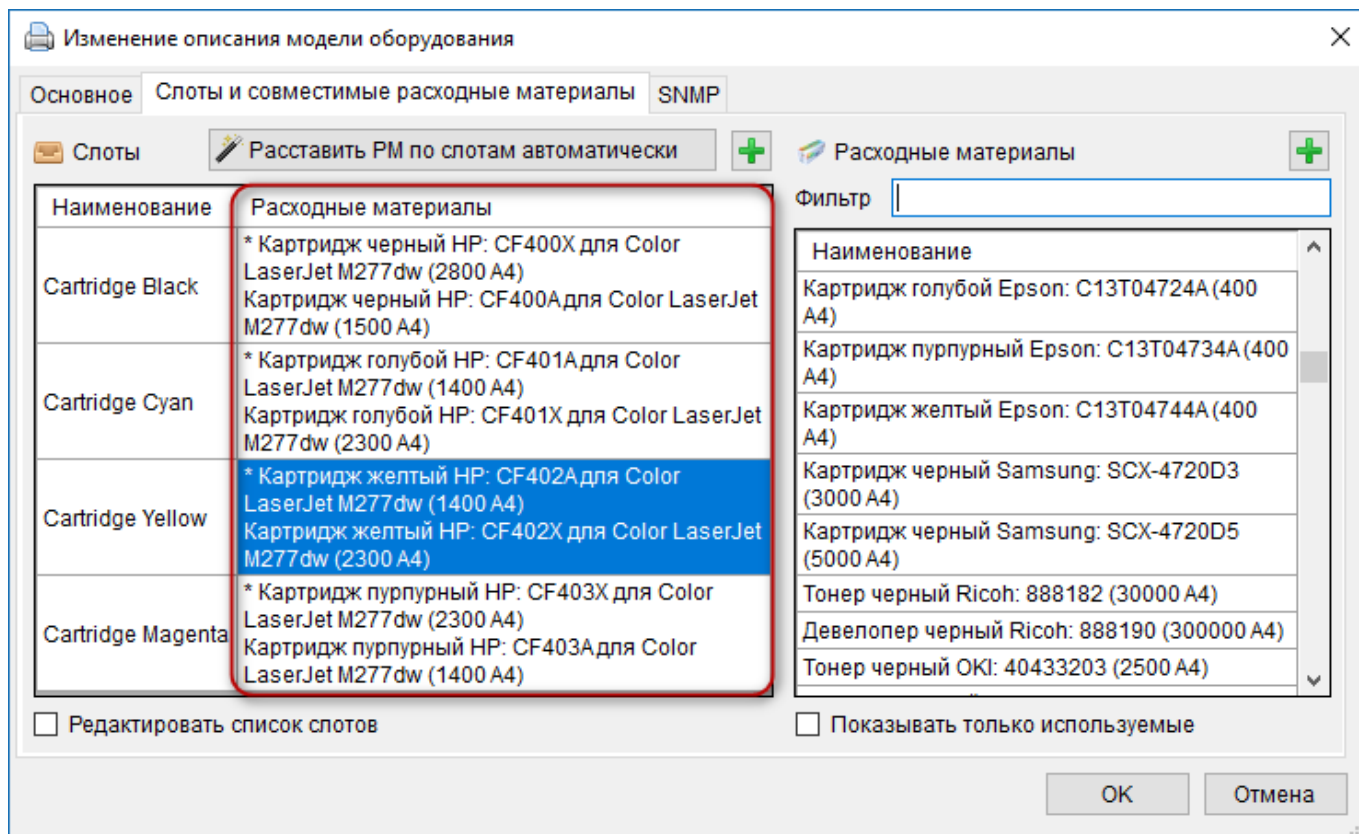 Изменение описания модели оборудования
Основное
Слоты и совместимые расходные материалы
SNMP
Слоты
Расставить РМ по слотам автоматически
Наименование
Расходные материалы
Cartridge Black
* Картридж черный HP: CF400X для Color
LaserJet M277dw (2800 A4)
Картридж черный HP: CF400A для Color LaserJet
M277dw (1500 A4)
Cartridge Cyan
* Картридж голубой HP: CF401A для Color
LaserJet M277dw (1400 A4)
Картридж голубой HP: CF401X для Color LaserJet
M277dw (2300 A4)
Cartridge Yellow
* Картридж желтый HP: CF402A для Color
LaserJet M277dw (1400 A4)
Картридж желтый HP: CF402X для Color LaserJet
M277dw (2300 A4)
Cartridge Magenta
* Картридж пурпурный HP: CF403X для Color
LaserJet M277dw (2300 A4)
Картридж пурпурный HP: CF403A для Color
LaserJet M277dw (1400 A4)
Редактировать список слотов
Расходные материалы
Фильтр
Наименование
Картридж голубой Epson: C13T04724A (400
A4)
Картридж пурпурный Epson: C13T04734A (400
A4)
Картридж желтый Epson: C13T04744A (400
A4)
Картридж черный Samsung: SCX-4720D3
(3000 A4)
Картридж черный Samsung: SCX-4720D5
(5000 A4)
Тонер черный Ricoh: 888182 (30000 A4)
Девелопер черный Ricoh: 888190 (300000 A4)
Тонер черный OKI: 40433203 (2500 A4)
Показывать только используемые
OK
Отмена